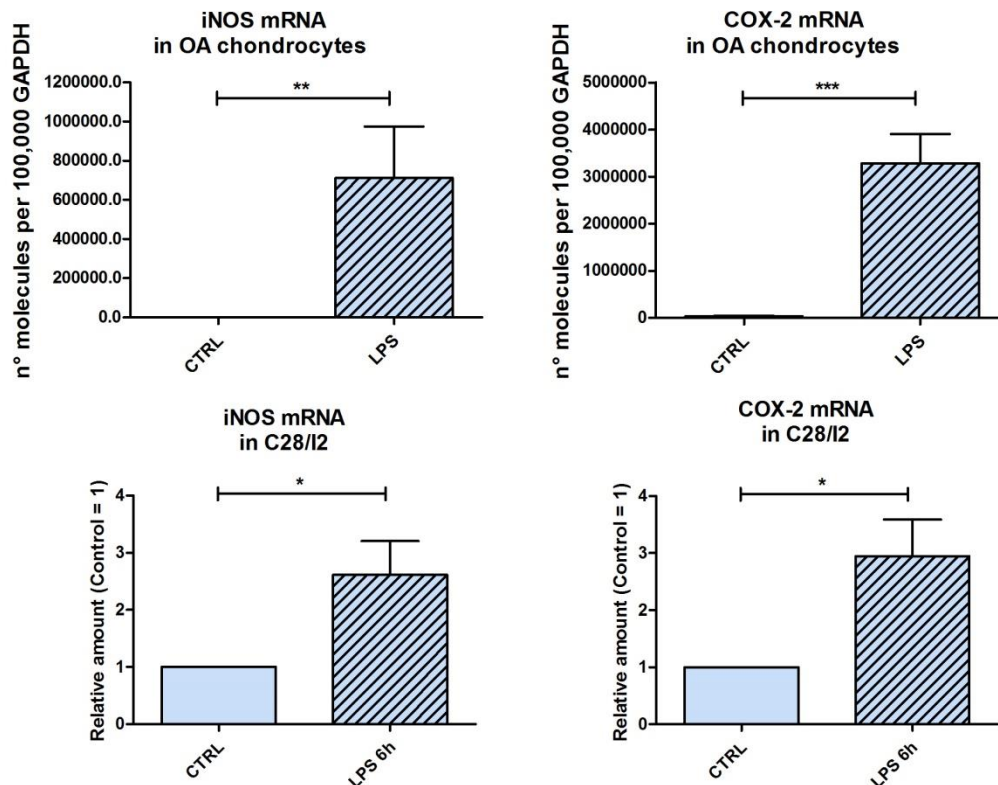 iNOS mRNA
in OA chondrocytes
n° molecules per 100,000 GAPDH
1200000.0
1000000.0
800000.0
600000.0
400000.0
200000.0
0.0
**
CTRL
LPS
COX-2 mRNA
in OA chondrocytes
n° molecules per 100,000 GAPDH
5000000
4000000
3000000
2000000
1000000
0
***
CTRL
LPS
iNOS mRNA
in C28/I2
Relative amount (Control = 1)
4
3
2
1
0
*
CTRL
LPS 6h
COX-2 mRNA
in C28/I2
Relative amount (Control = 1)
4
3
2
1
0
*
CTRL
LPS 6h